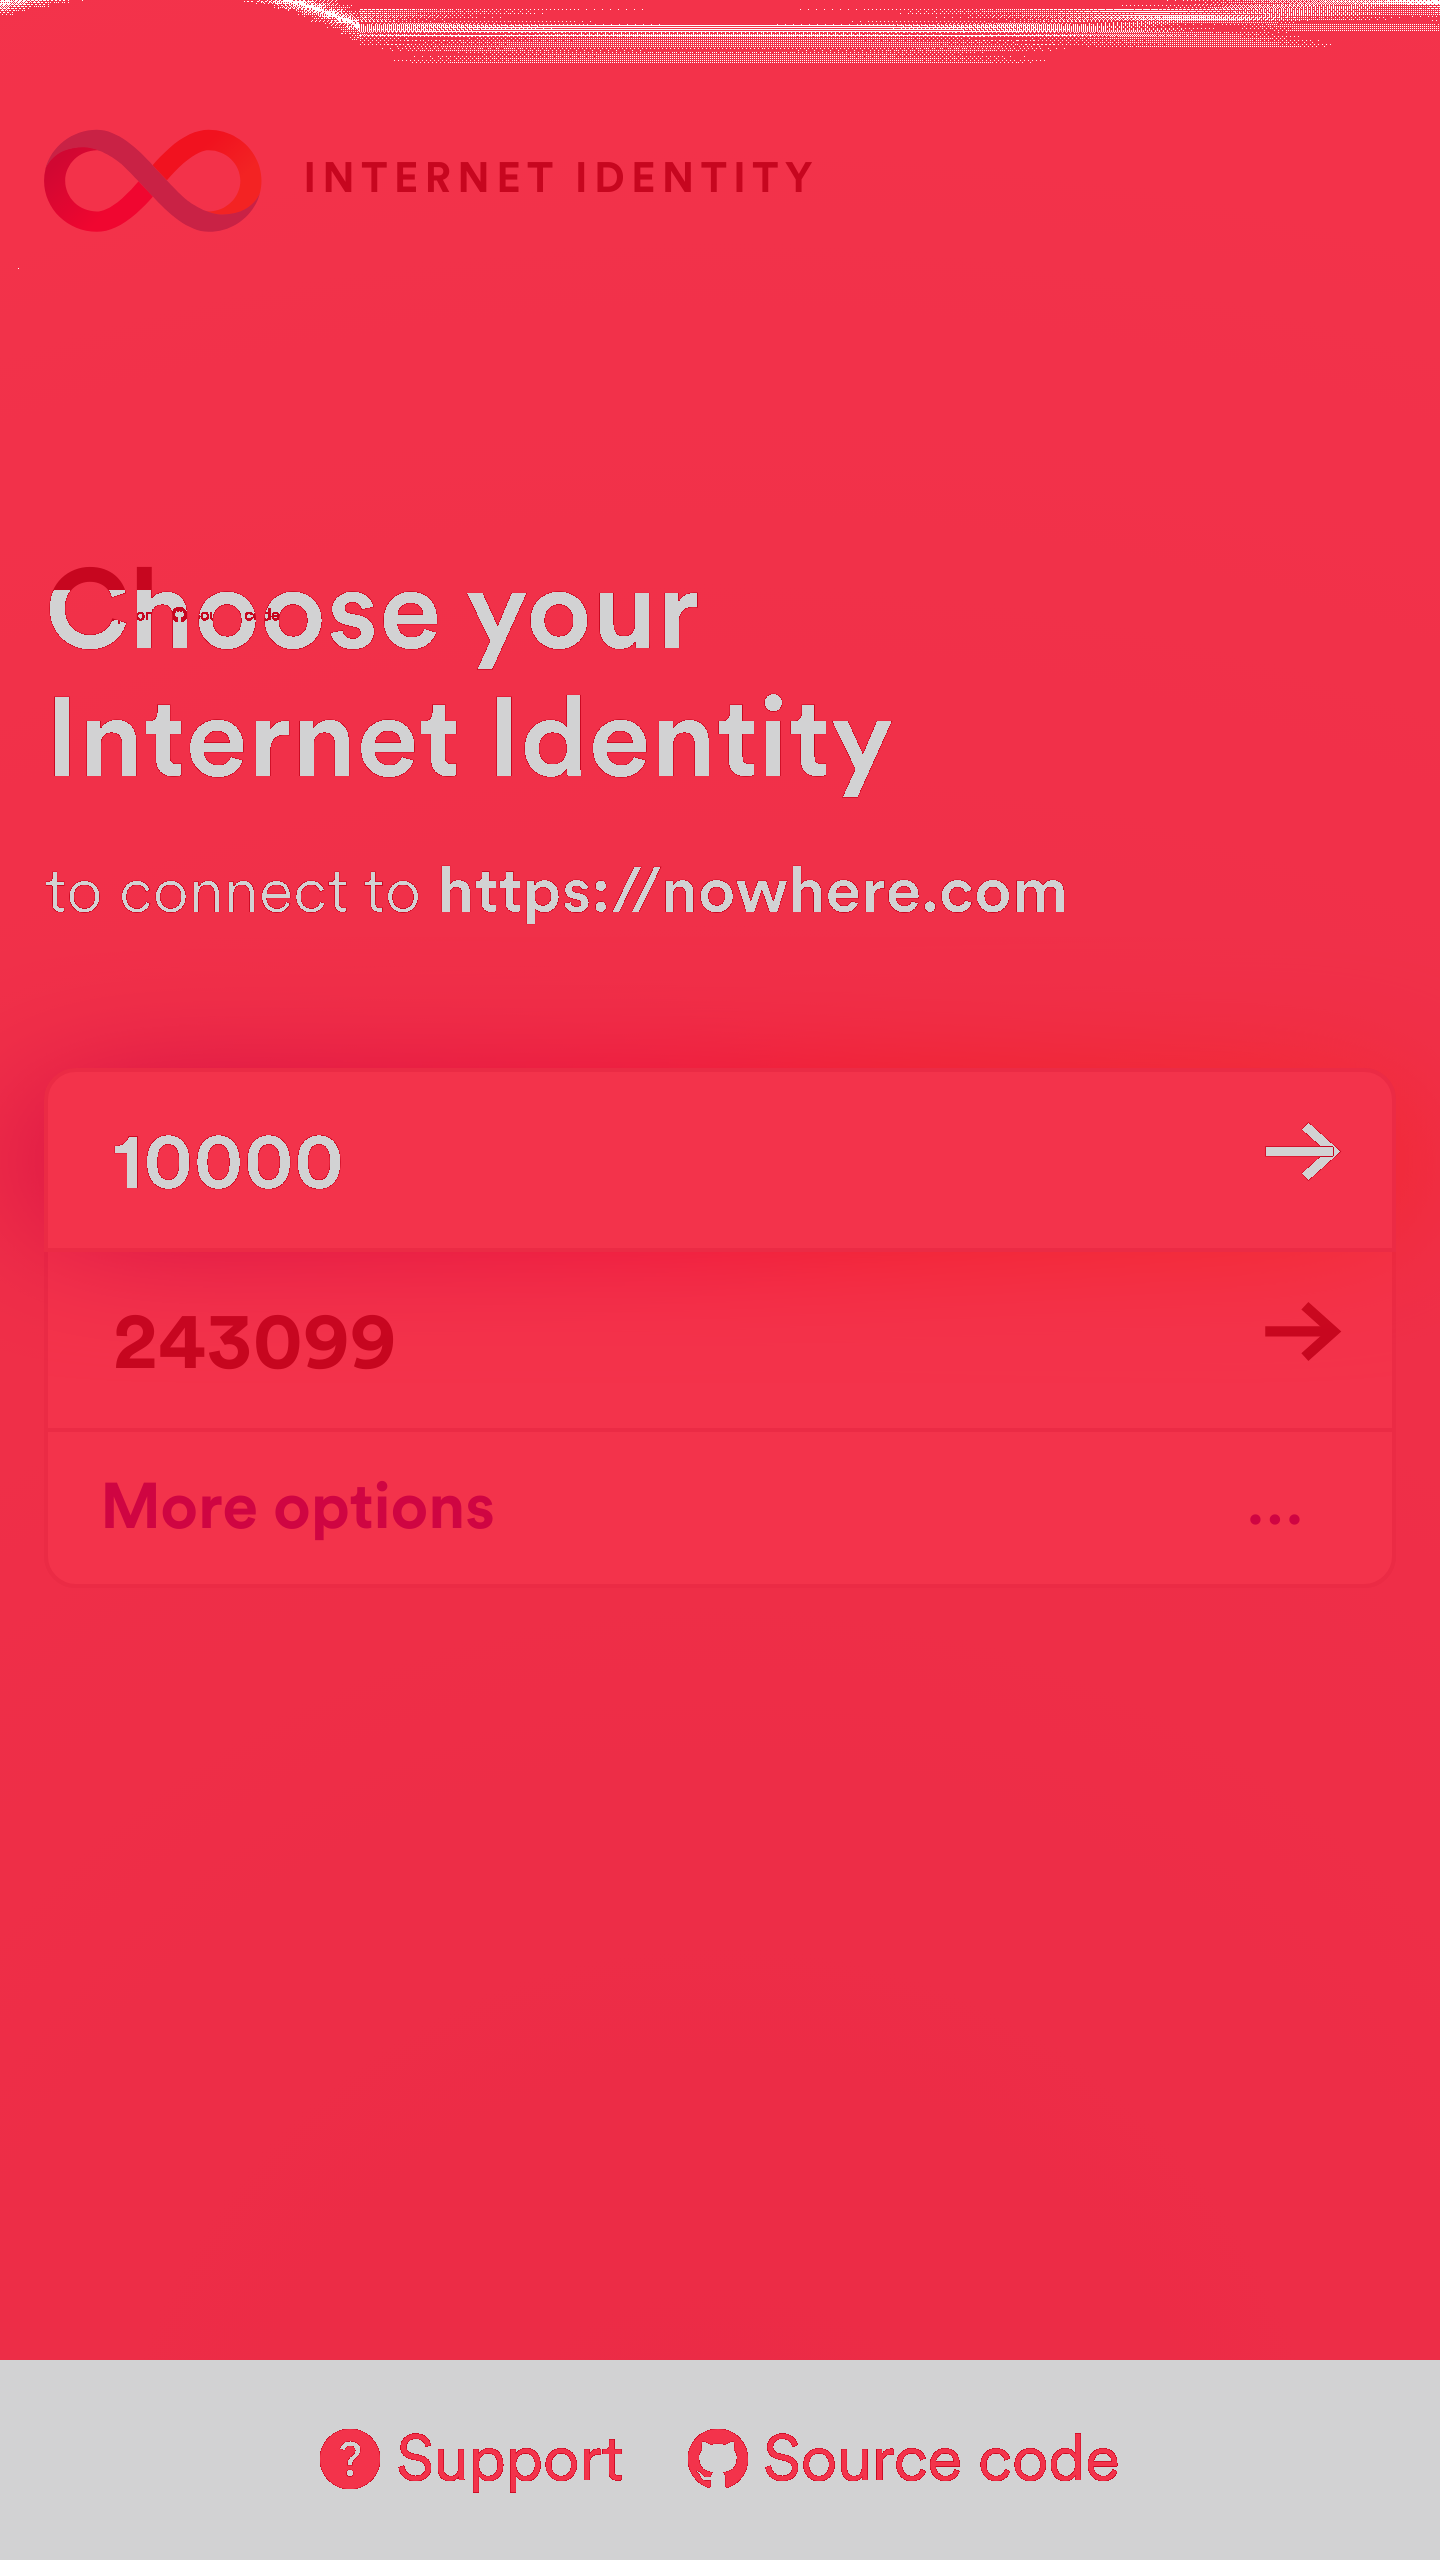 INTERNET IDENTITY
Choose your
Internet Identity
to connect to https://nowhere.com
10000
243099
More options
...
Support Source code